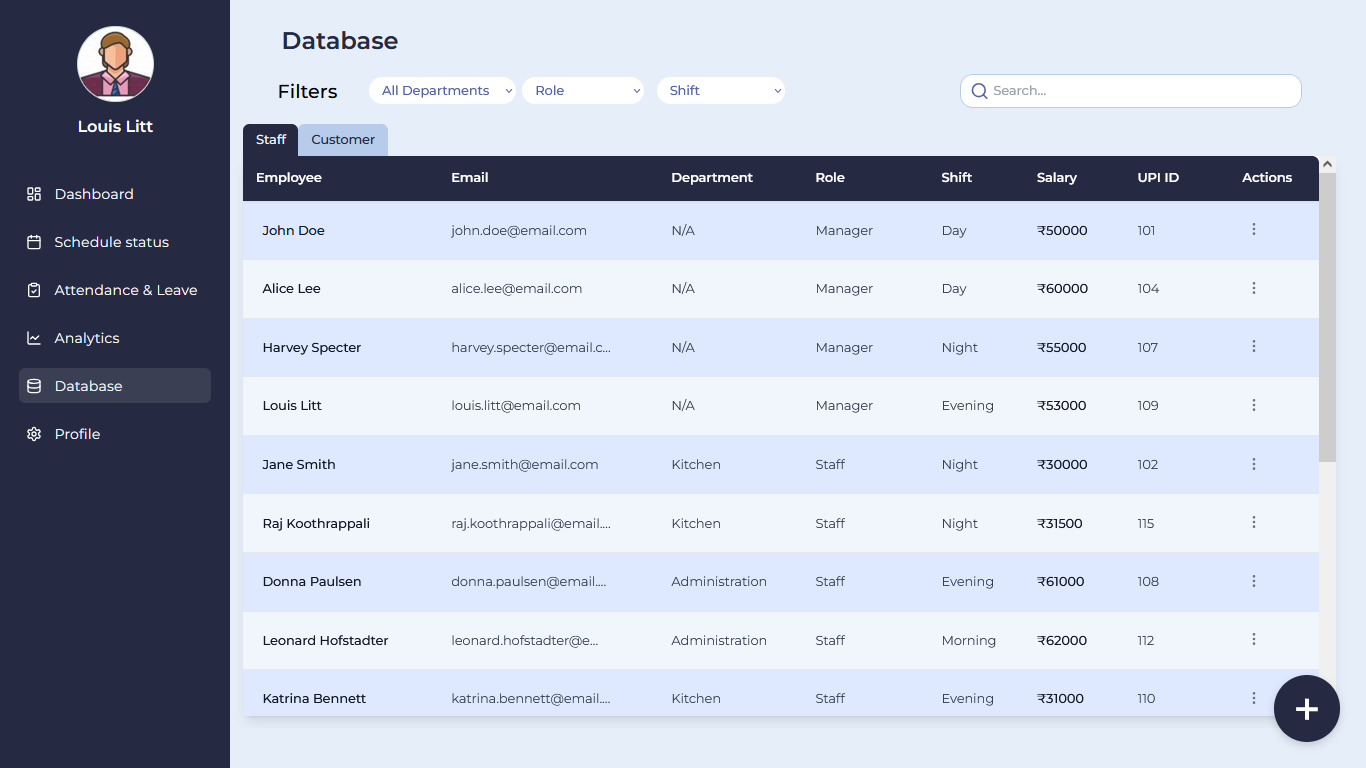 Louis Litt
Dashboard
Schedule status
Attendance & Leave
Analytics
Database
Profile
Database
Filters All Departments Role Shift Search...
Staff Customer
Employee Email Department Role Shift Salary UPI ID Actions
John Doe john.doe@email.com N/A Manager Day ₹50000 101
Alice Lee alice.lee@email.com N/A Manager Day ₹60000 104
Harvey Specter harvey.specter@email.c... N/A Manager Night ₹55000 107
Louis Litt louis.litt@email.com N/A Manager Evening ₹53000 109
Jane Smith jane.smith@email.com Kitchen Staff Night ₹30000 102
Raj Koothrappali raj.koothrappali@email.... Kitchen Staff Night ₹31500 115
Donna Paulsen donna.paulsen@email.... Administration Staff Evening ₹61000 108
Leonard Hofstadter leonard.hofstadter@e... Administration Staff Morning ₹62000 112
Katrina Bennett katrina.bennett@email.... Kitchen Staff Evening ₹31000 110